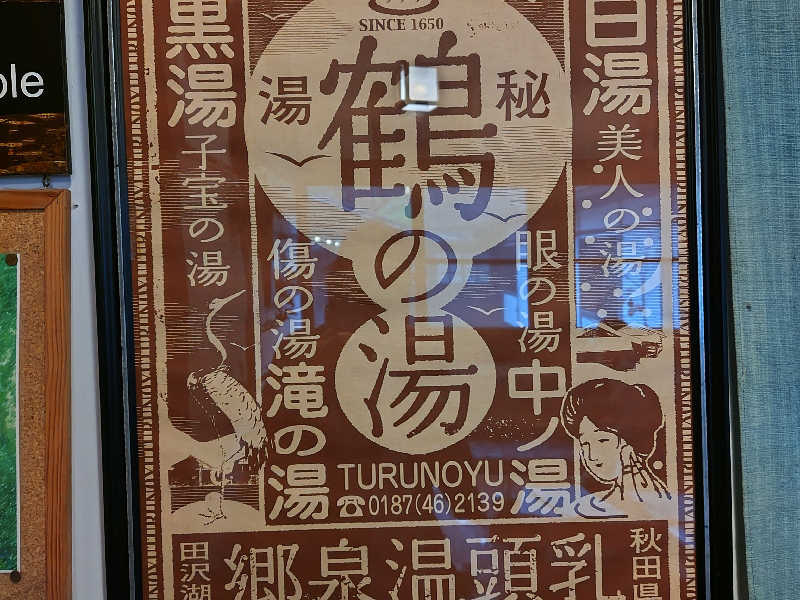 ple
SINCE 1650
秘湯
鶴の湯
白湯
美人の湯
眼の湯
中ノ湯
黒湯
子宝の湯
傷の湯
滝の湯
TURUNOYU
☎0187(46)2139
秋田県
乳頭温泉郷
田沢湖